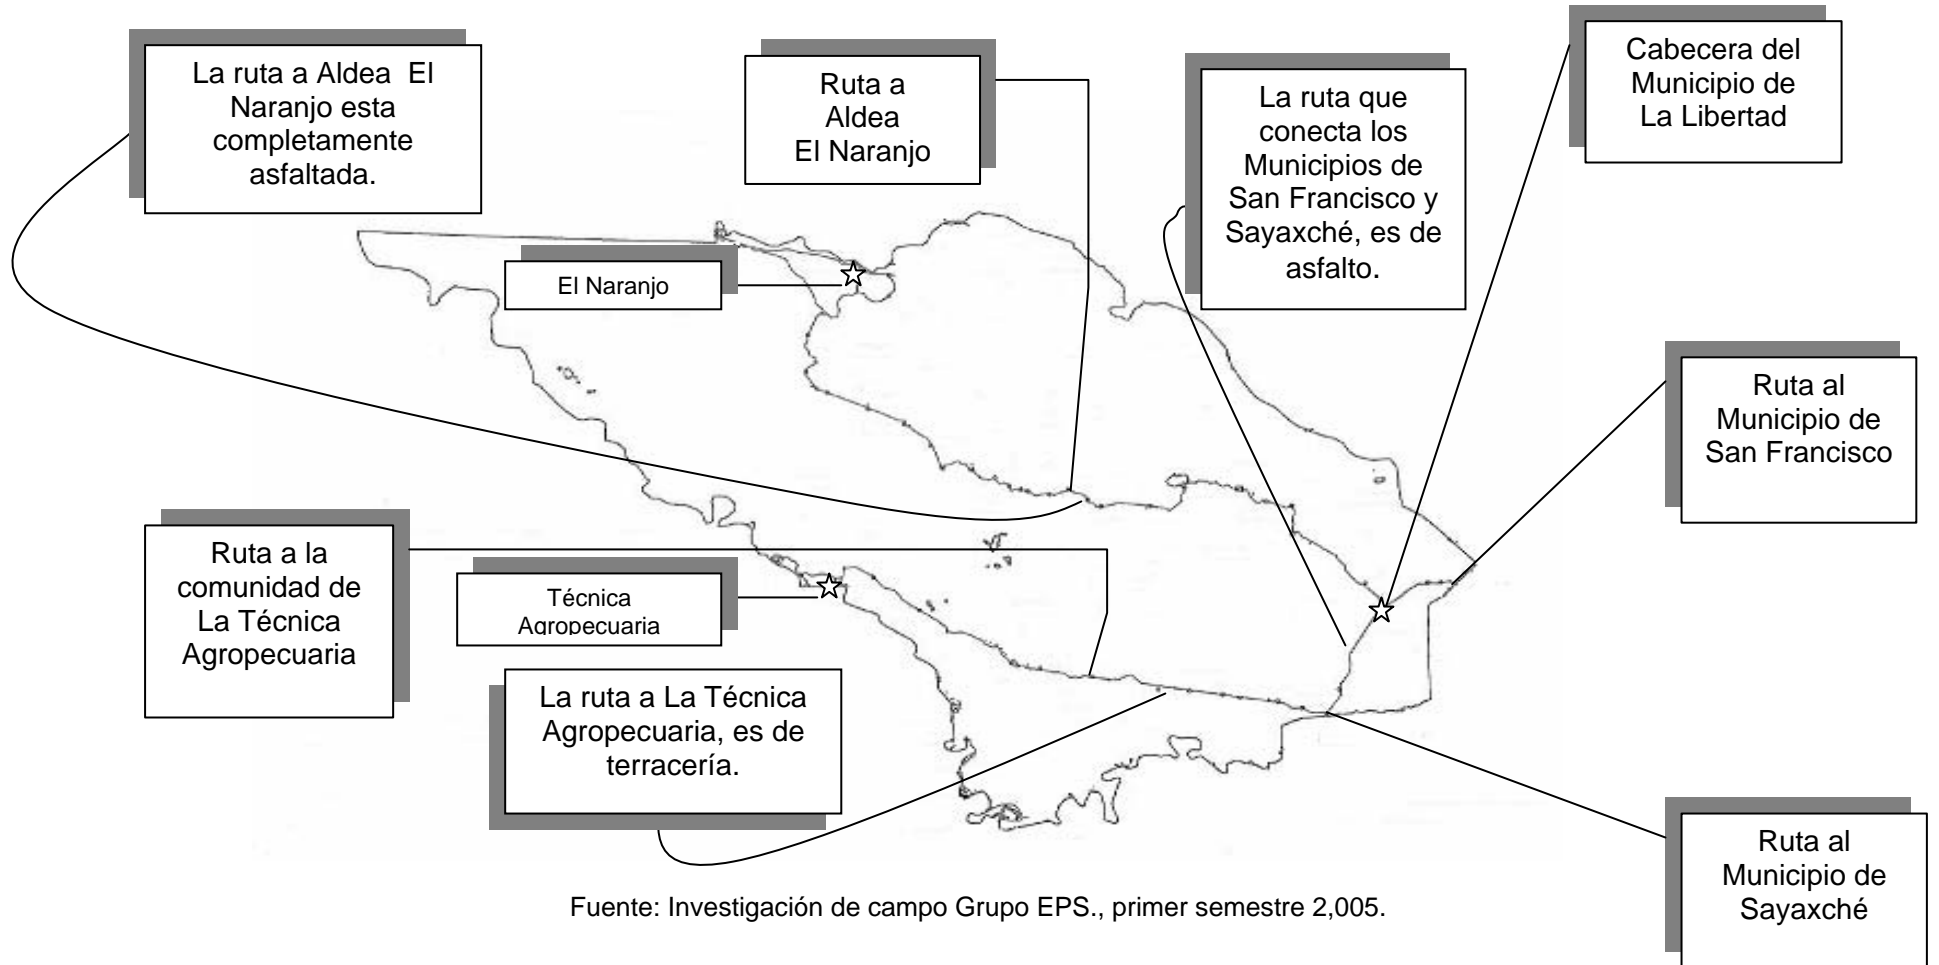 La ruta a Aldea El
Naranjo esta
completamente
asfaltada.
Ruta a
Aldea
El Naranjo
La ruta que
conecta los
Municipios de
San Francisco y
Sayaxché, es de
asfalto.
Cabecera del
Municipio de
La Libertad
El Naranjo
Ruta al
Municipio de
San Francisco
Ruta a la
comunidad de
La Técnica
Agropecuaria
Técnica
Agropecuaria
La ruta a La Técnica
Agropecuaria, es de
terracería.
Ruta al
Municipio de
Sayaxché
Fuente: Investigación de campo Grupo EPS., primer semestre 2,005.